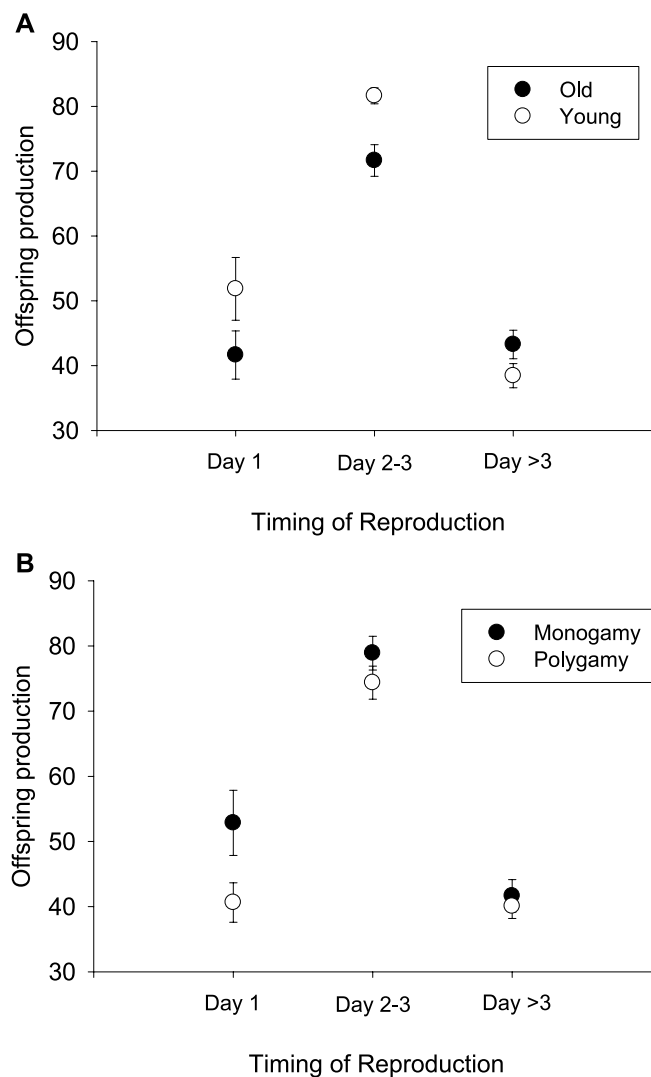 A
90
80
70
60
50
40
30
Offspring production
Old
Young
Day 1
Day 2-3
Day >3
Timing of Reproduction
B
90
80
70
60
50
40
30
Offspring production
Monogamy
Polygamy
Day 1
Day 2-3
Day >3
Timing of Reproduction